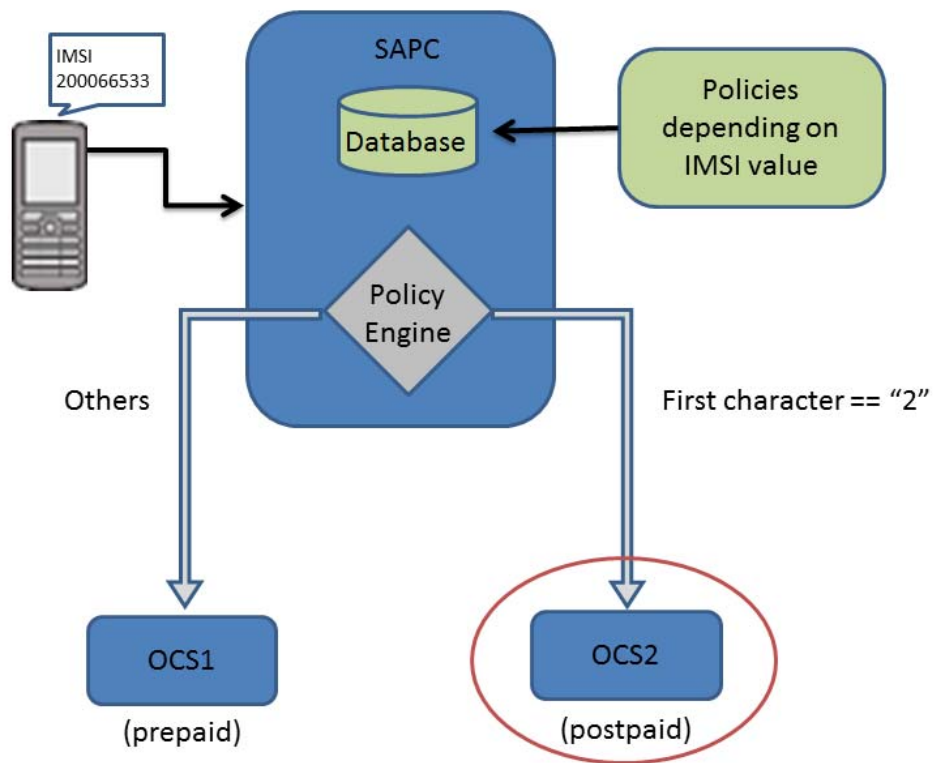 IMSI
200066533
SAPC
Database
Policies
depending on
IMSI value
Policy
Engine
Others
First character == “2”
OCS1
(prepaid)
OCS2
(postpaid)